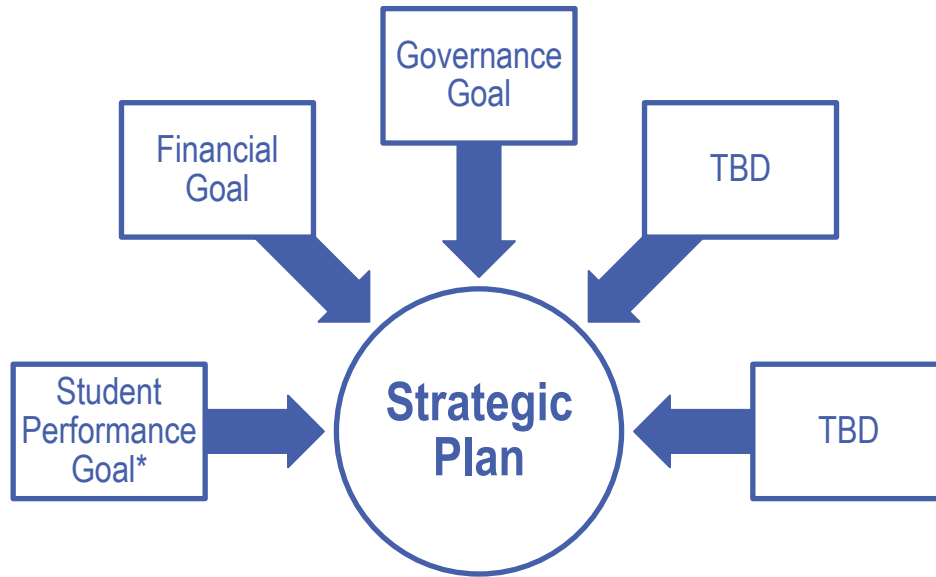 Governance
Goal
Financial
Goal
TBD
Student
Performance
Goal*
Strategic
Plan
TBD